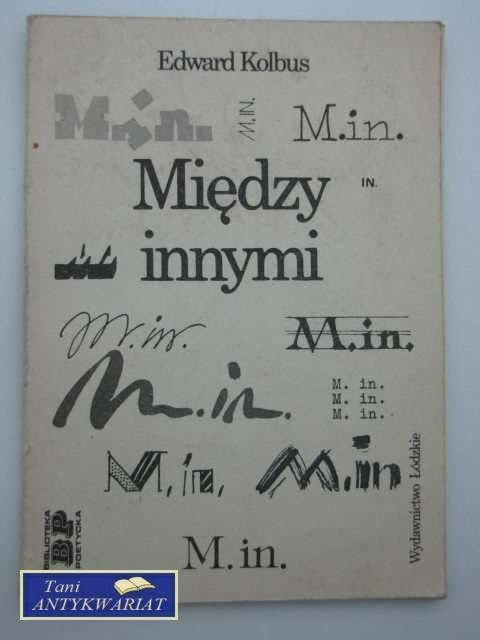 Edward Kolbus
M.in.
M.IN.
M.in.
Między
IN.
innymi
M.in.
M.in.
M.in.
M. in.
M. in.
M. in.
M.in.
M.in
Wydawnictwo Łódzkie
BIBLIOTEKA
BP
POETYCKA
M.in.
Tani
ANTYKWARIAT